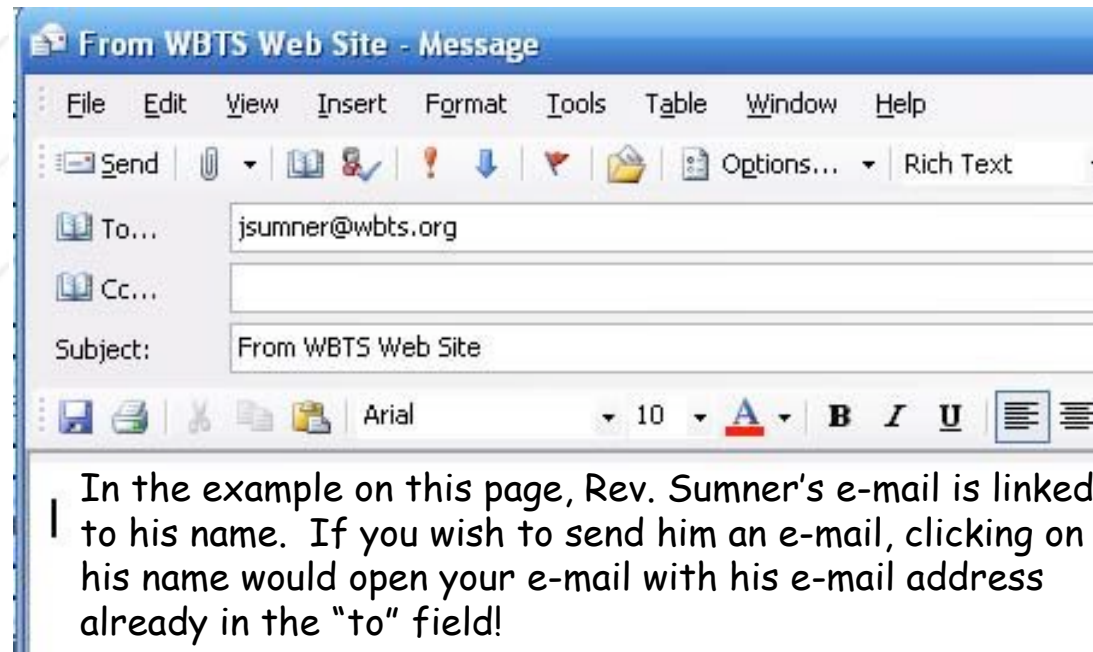 From WBTS Web Site - Message
File Edit View Insert Format Tools Table Window Help
Send Options... Rich Text
To... jsumner@wbts.org
Cc...
Subject: From WBTS Web Site
Arial 10 A B I U
In the example on this page, Rev. Sumner’s e-mail is linked
to his name. If you wish to send him an e-mail, clicking on
his name would open your e-mail with his e-mail address
already in the “to” field!